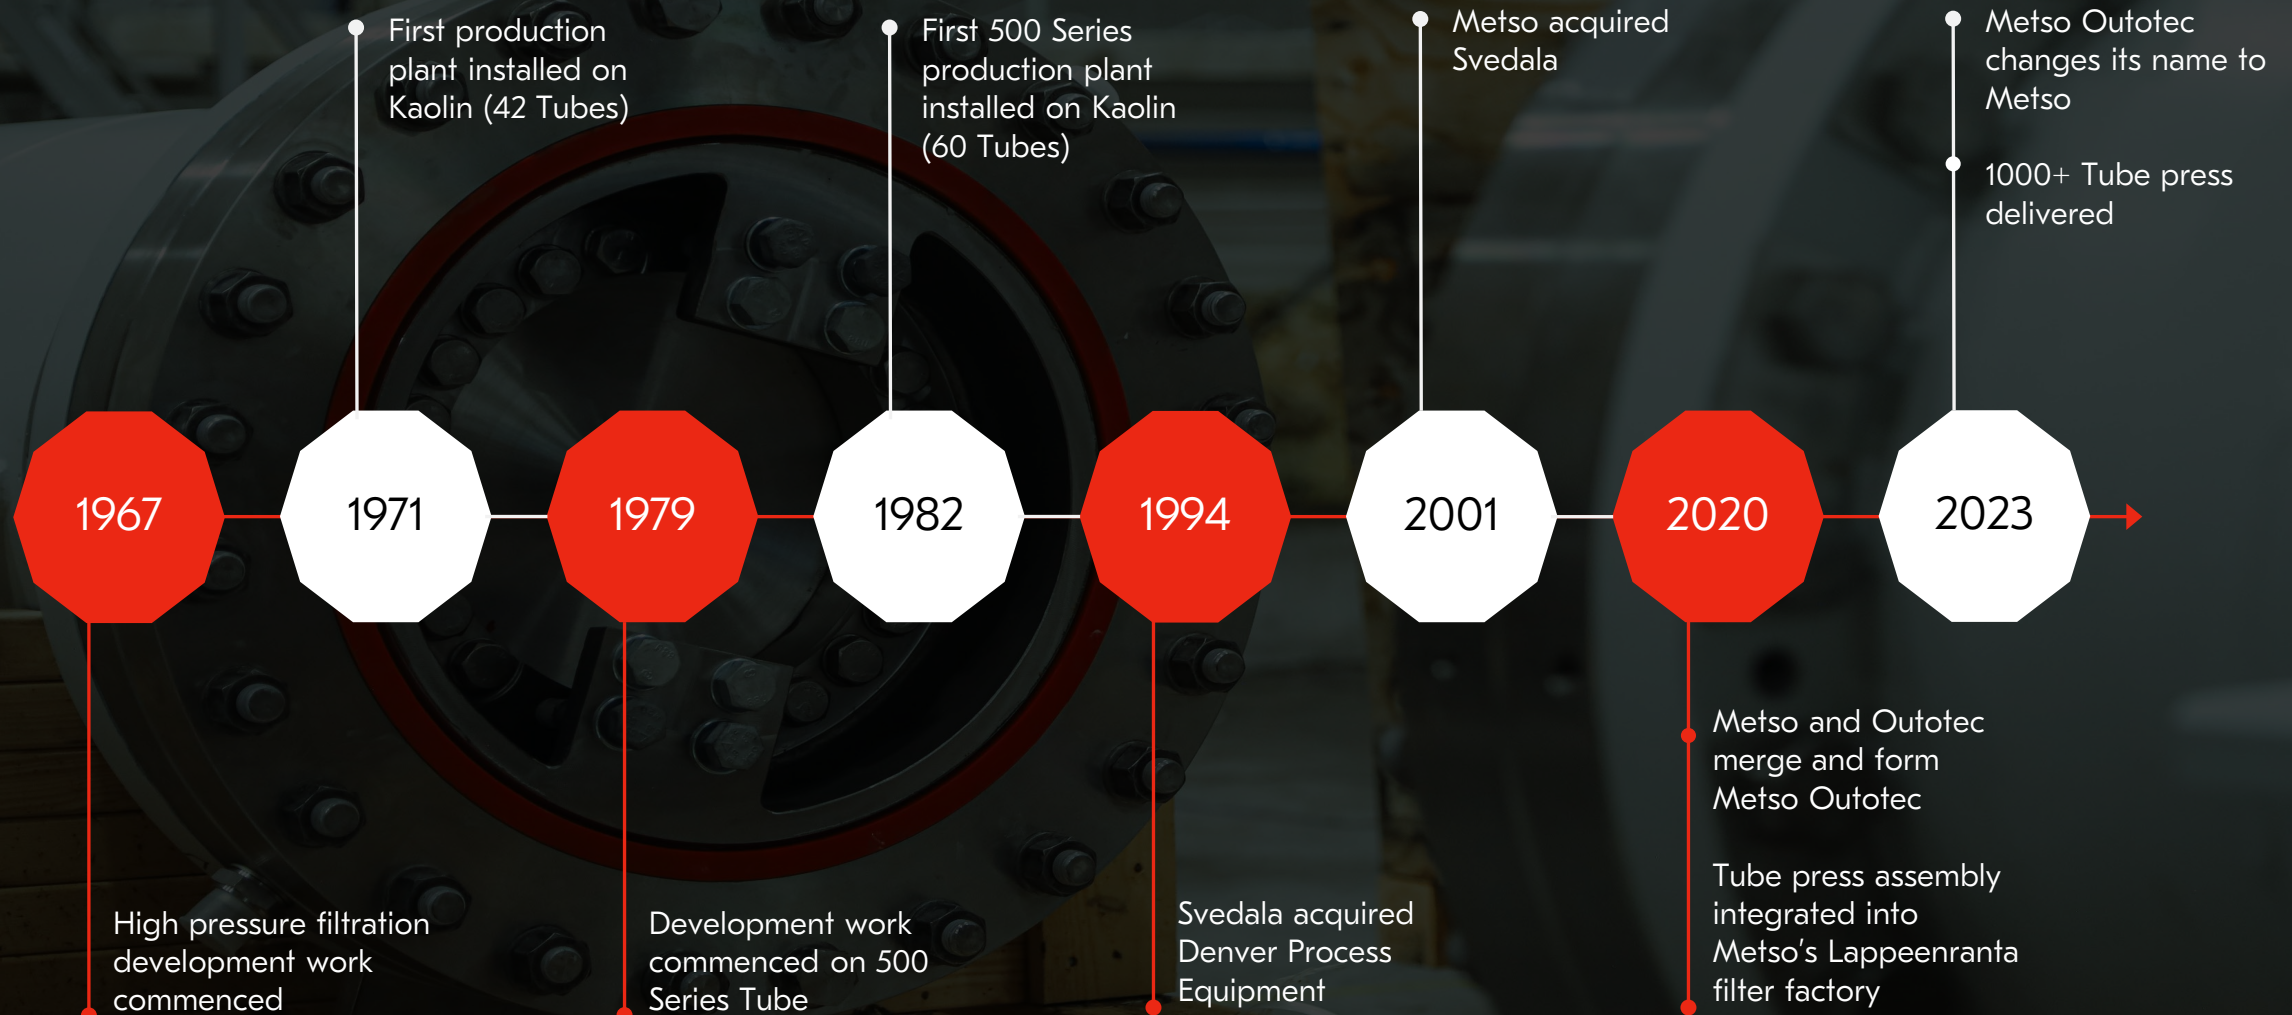 First production
plant installed on
Kaolin (42 Tubes)
First 500 Series
production plant
installed on Kaolin
(60 Tubes)
Metso acquired
Svedala
Metso Outotec
changes its name to
Metso
1000+ Tube press
delivered
1967
1971
1979
1982
1994
2001
2020
2023
High pressure filtration
development work
commenced
Development work
commenced on 500
Series Tube
Svedala acquired
Denver Process
Equipment
Metso and Outotec
merge and form
Metso Outotec
Tube press assembly
integrated into
Metso's Lappeenranta
filter factory